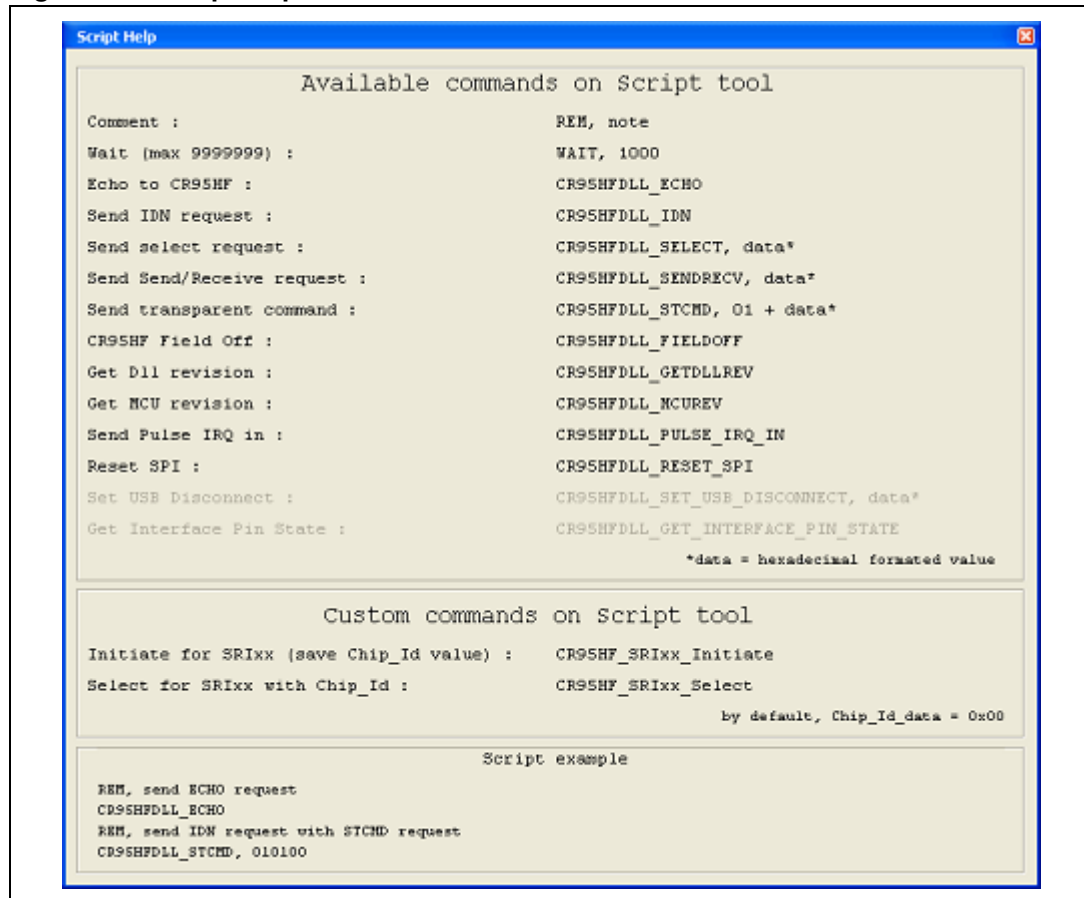 Script Help
Available commands on Script tool
Comment : REM, note
Wait (max 9999999) : WAIT, 1000
Echo to CR95HF : CR95HFDLL_ECHO
Send IDN request : CR95HFDLL_IDN
Send select request : CR95HFDLL_SELECT, data*
Send Send/Receive request : CR95HFDLL_SENDRECV, data*
Send transparent command : CR95HFDLL_STCMD, 01 + data*
CR95HF Field Off : CR95HFDLL_FIELDOFF
Get Dll revision : CR95HFDLL_GETDLLREV
Get MCU revision : CR95HFDLL_MCUREV
Send Pulse IRQ in : CR95HFDLL_PULSE_IRQ_IN
Reset SPI : CR95HFDLL_RESET_SPI
Set USB Disconnect : CR95HFDLL_SET_USB_DISCONNECT, data*
Get Interface Pin State : CR95HFDLL_GET_INTERFACE_PIN_STATE
*data = hexadecimal formated value
Custom commands on Script tool
Initiate for SRIxx (save Chip_Id value) : CR95HF_SRIxx_Initiate
Select for SRIxx with Chip_Id : CR95HF_SRIxx_Select
by default, Chip_Id_data = 0x00
Script example
REM, send ECHO request
CR95HFDLL_ECHO
REM, send IDN request with STCMD request
CR95HFDLL_STCMD, 010100